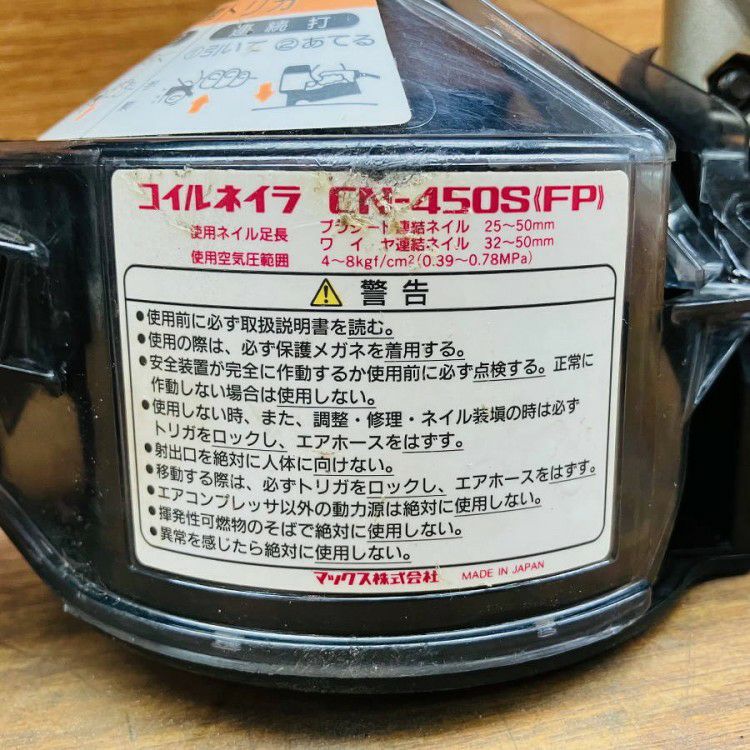 トリガ
連続打
①引いて ②あてる
コイルネイラ CN-450S《FP》
使用ネイル足長 プラシート連結ネイル 25〜50mm
ワイヤ連結ネイル 32〜50mm
使用空気圧範囲 4〜8kgf/cm²(0.39〜0.78MPa)
警告
●使用前に必ず取扱説明書を読む。
●使用の際は、必ず保護メガネを着用する。
●安全装置が完全に作動するか使用前に必ず点検する。正常に
作動しない場合は使用しない。
●使用しない時、また、調整・修理・ネイル装填の時は必ず
トリガをロックし、エアホースをはずす。
●射出口を絶対に人体に向けない。
●移動する際は、必ずトリガをロックし、エアホースをはずす。
●エアコンプレッサ以外の動力源は絶対に使用しない。
●揮発性可燃物のそばで絶対に使用しない。
●異常を感じたら絶対に使用しない。
マックス株式会社 MADE IN JAPAN